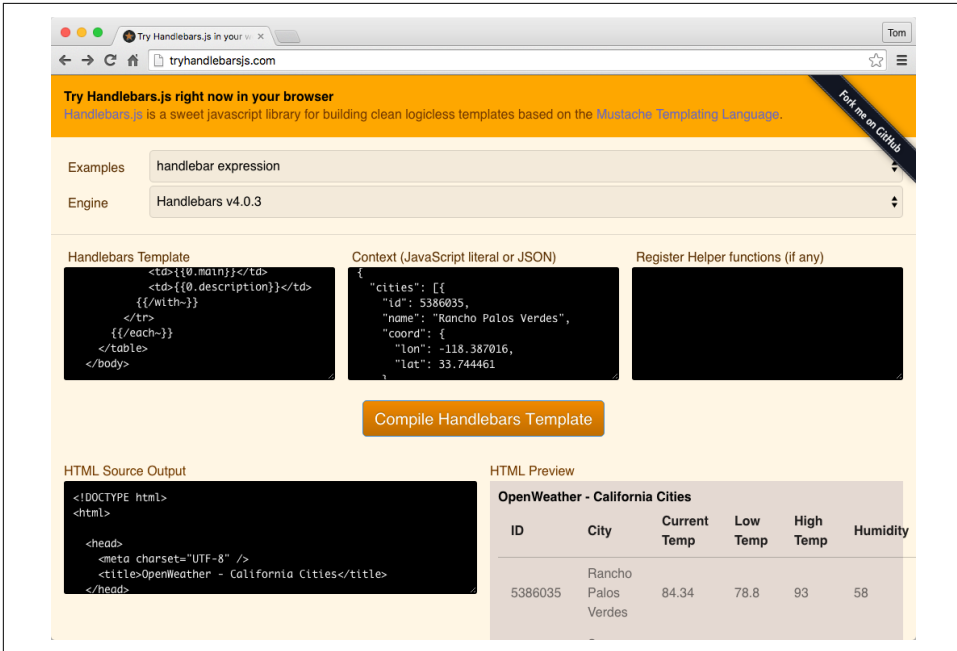 Try Handlebars.js in your w
Tom
tryhandlebarsjs.com
Try Handlebars.js right now in your browser
Handlebars.js is a sweet javascript library for building clean logicless templates based on the Mustache Templating Language.
Fork me on GitHub
Examples
handlebar expression
Engine
Handlebars v4.0.3
Handlebars Template
<td>{{0.main}}</td>
<td>{{0.description}}</td>
{{/with~}}
</tr>
{{/each~}}
</table>
</body>
Context (JavaScript literal or JSON)
{
"cities": [{
"id": 5386035,
"name": "Rancho Palos Verdes",
"coord": {
"lon": -118.387016,
"lat": 33.744461
}
Register Helper functions (if any)
Compile Handlebars Template
HTML Source Output
<!DOCTYPE html>
<html>
<head>
<meta charset="UTF-8" />
<title>OpenWeather - California Cities</title>
</head>
HTML Preview
OpenWeather - California Cities
ID City Current Temp Low Temp High Temp Humidity
5386035 Rancho Palos Verdes 84.34 78.8 93 58